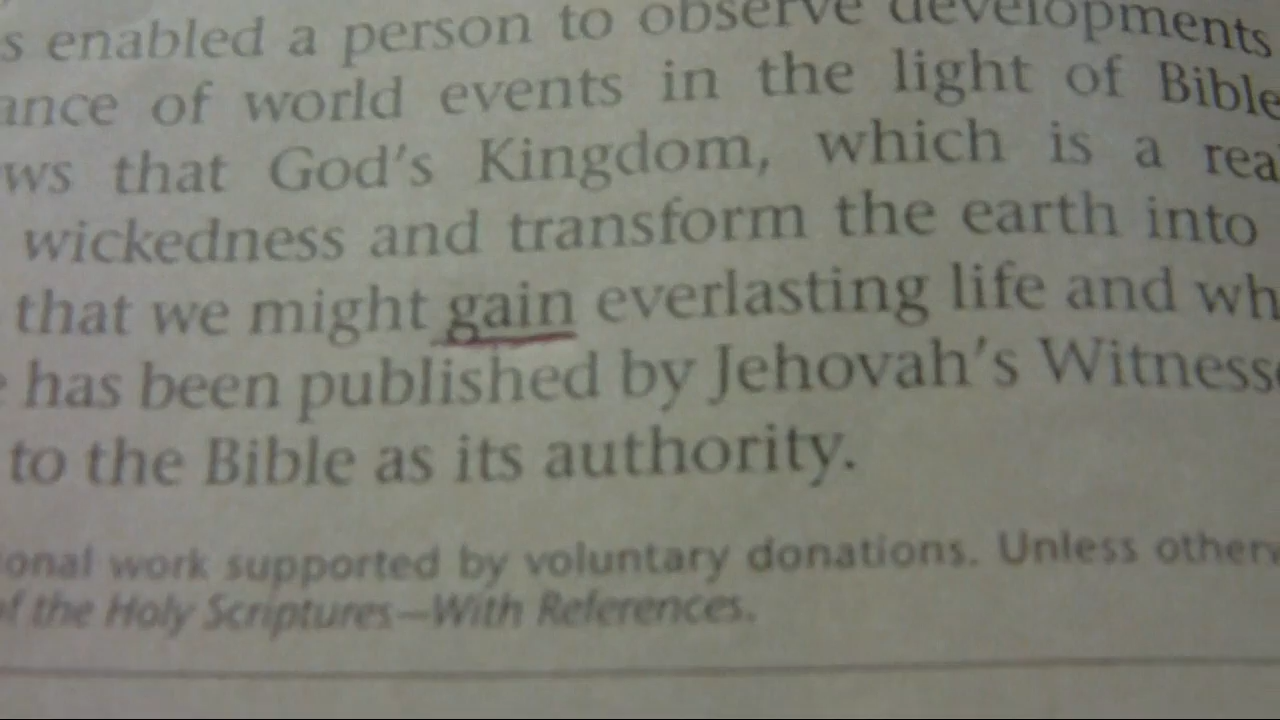 s enabled a person to observe developments
ance of world events in the light of Bible
ws that God's Kingdom, which is a rea
wickedness and transform the earth into
that we might gain everlasting life and wh
has been published by Jehovah's Witnesse
to the Bible as its authority.
onal work supported by voluntary donations. Unless otherw
of the Holy Scriptures—With References.